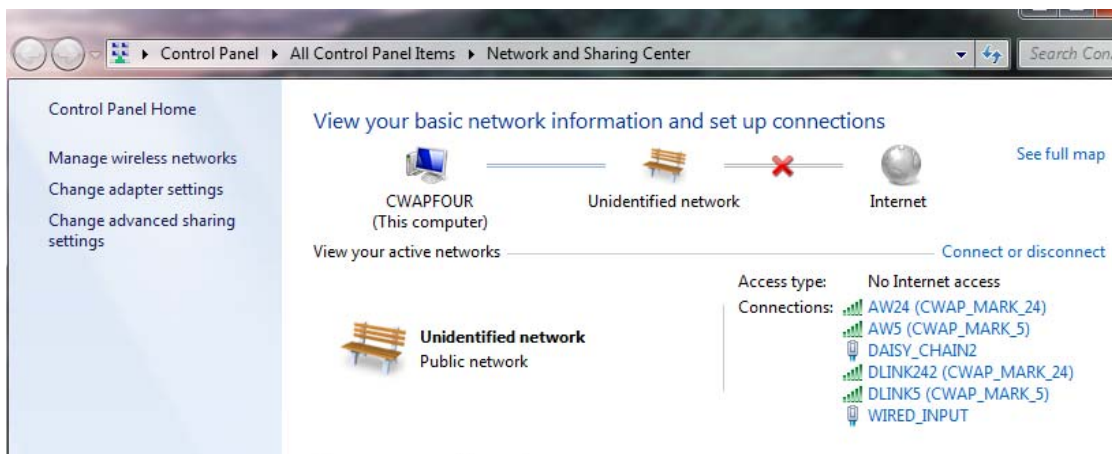 Control Panel ▸ All Control Panel Items ▸ Network and Sharing Center
Search Con
Control Panel Home
Manage wireless networks
Change adapter settings
Change advanced sharing
settings
View your basic network information and set up connections
See full map
CWAPFOUR
(This computer)
Unidentified network
Internet
View your active networks
Connect or disconnect
Unidentified network
Public network
Access type: No Internet access
Connections: AW24 (CWAP_MARK_24)
AW5 (CWAP_MARK_5)
DAISY_CHAIN2
DLINK242 (CWAP_MARK_24)
DLINK5 (CWAP_MARK_5)
WIRED_INPUT